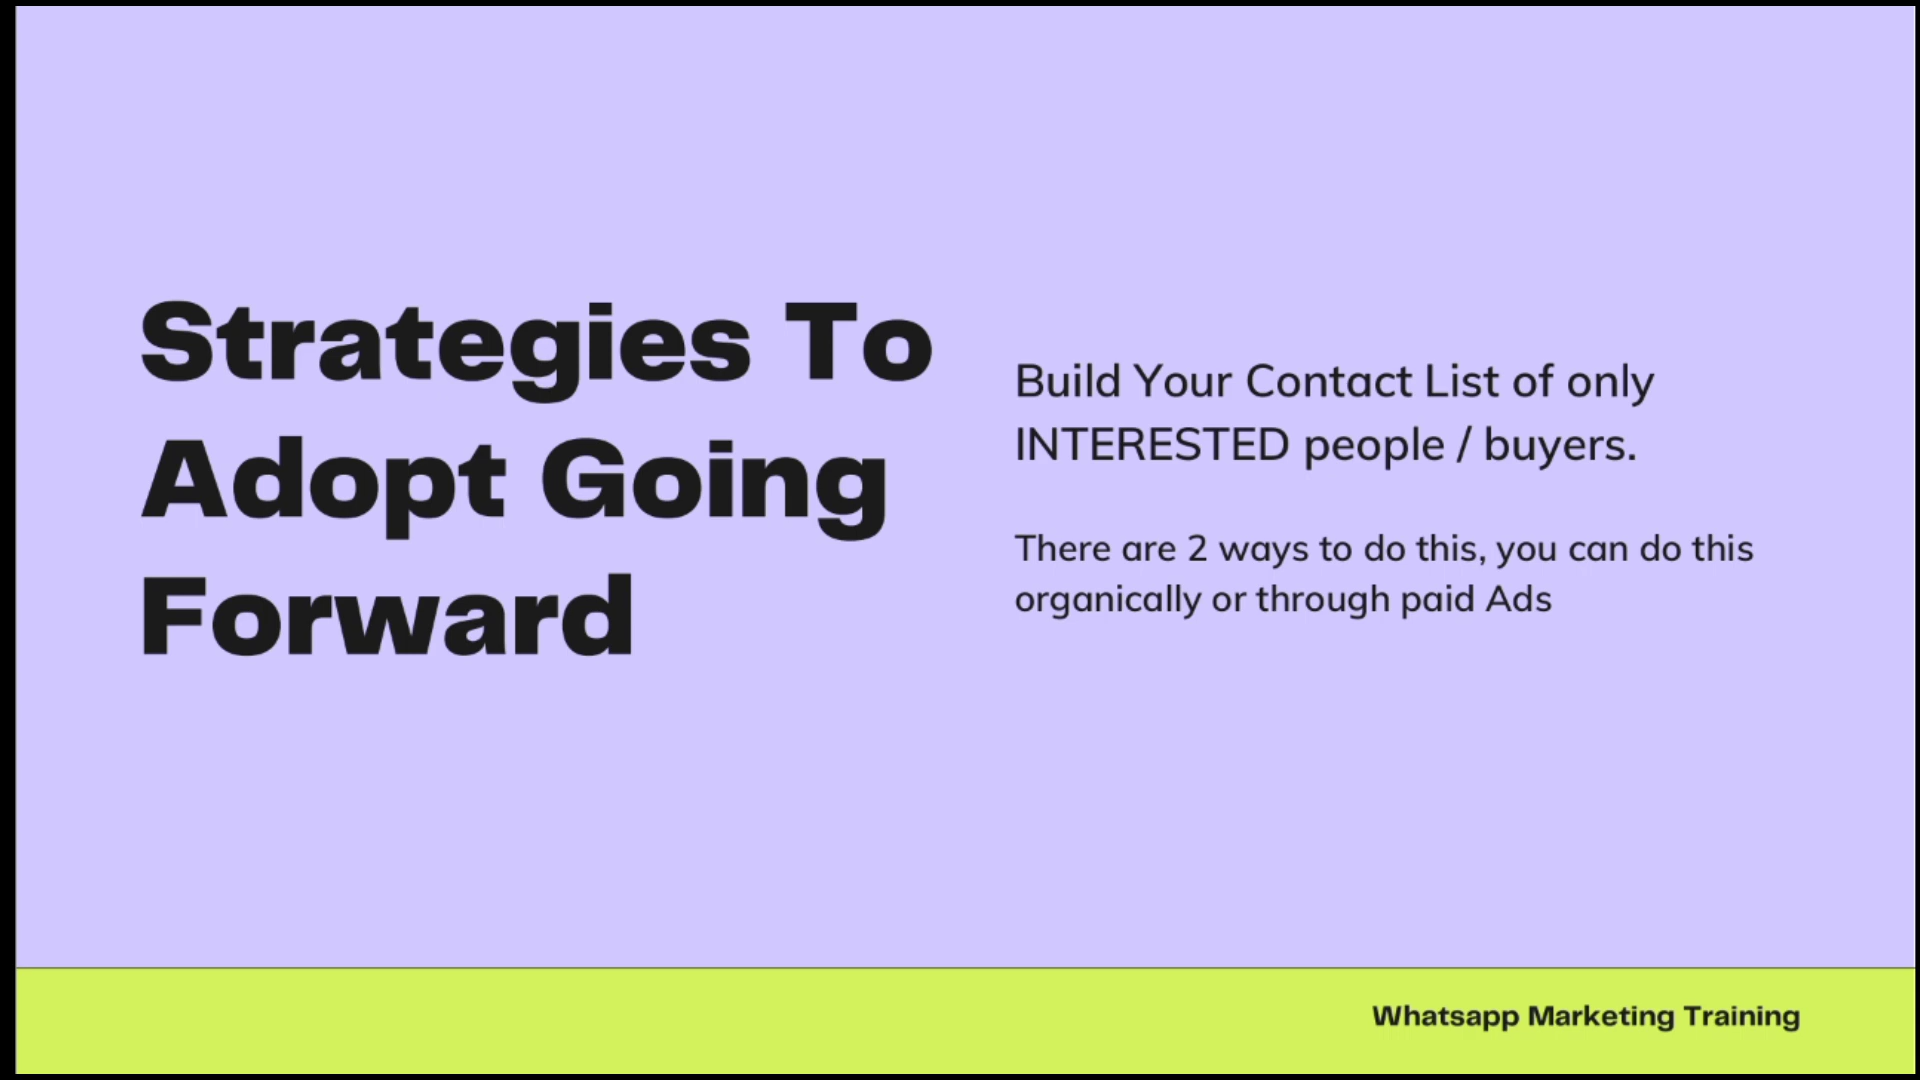 Strategies To
Adopt Going
Forward
Build Your Contact List of only
INTERESTED people / buyers.
There are 2 ways to do this, you can do this
organically or through paid Ads
Whatsapp Marketing Training